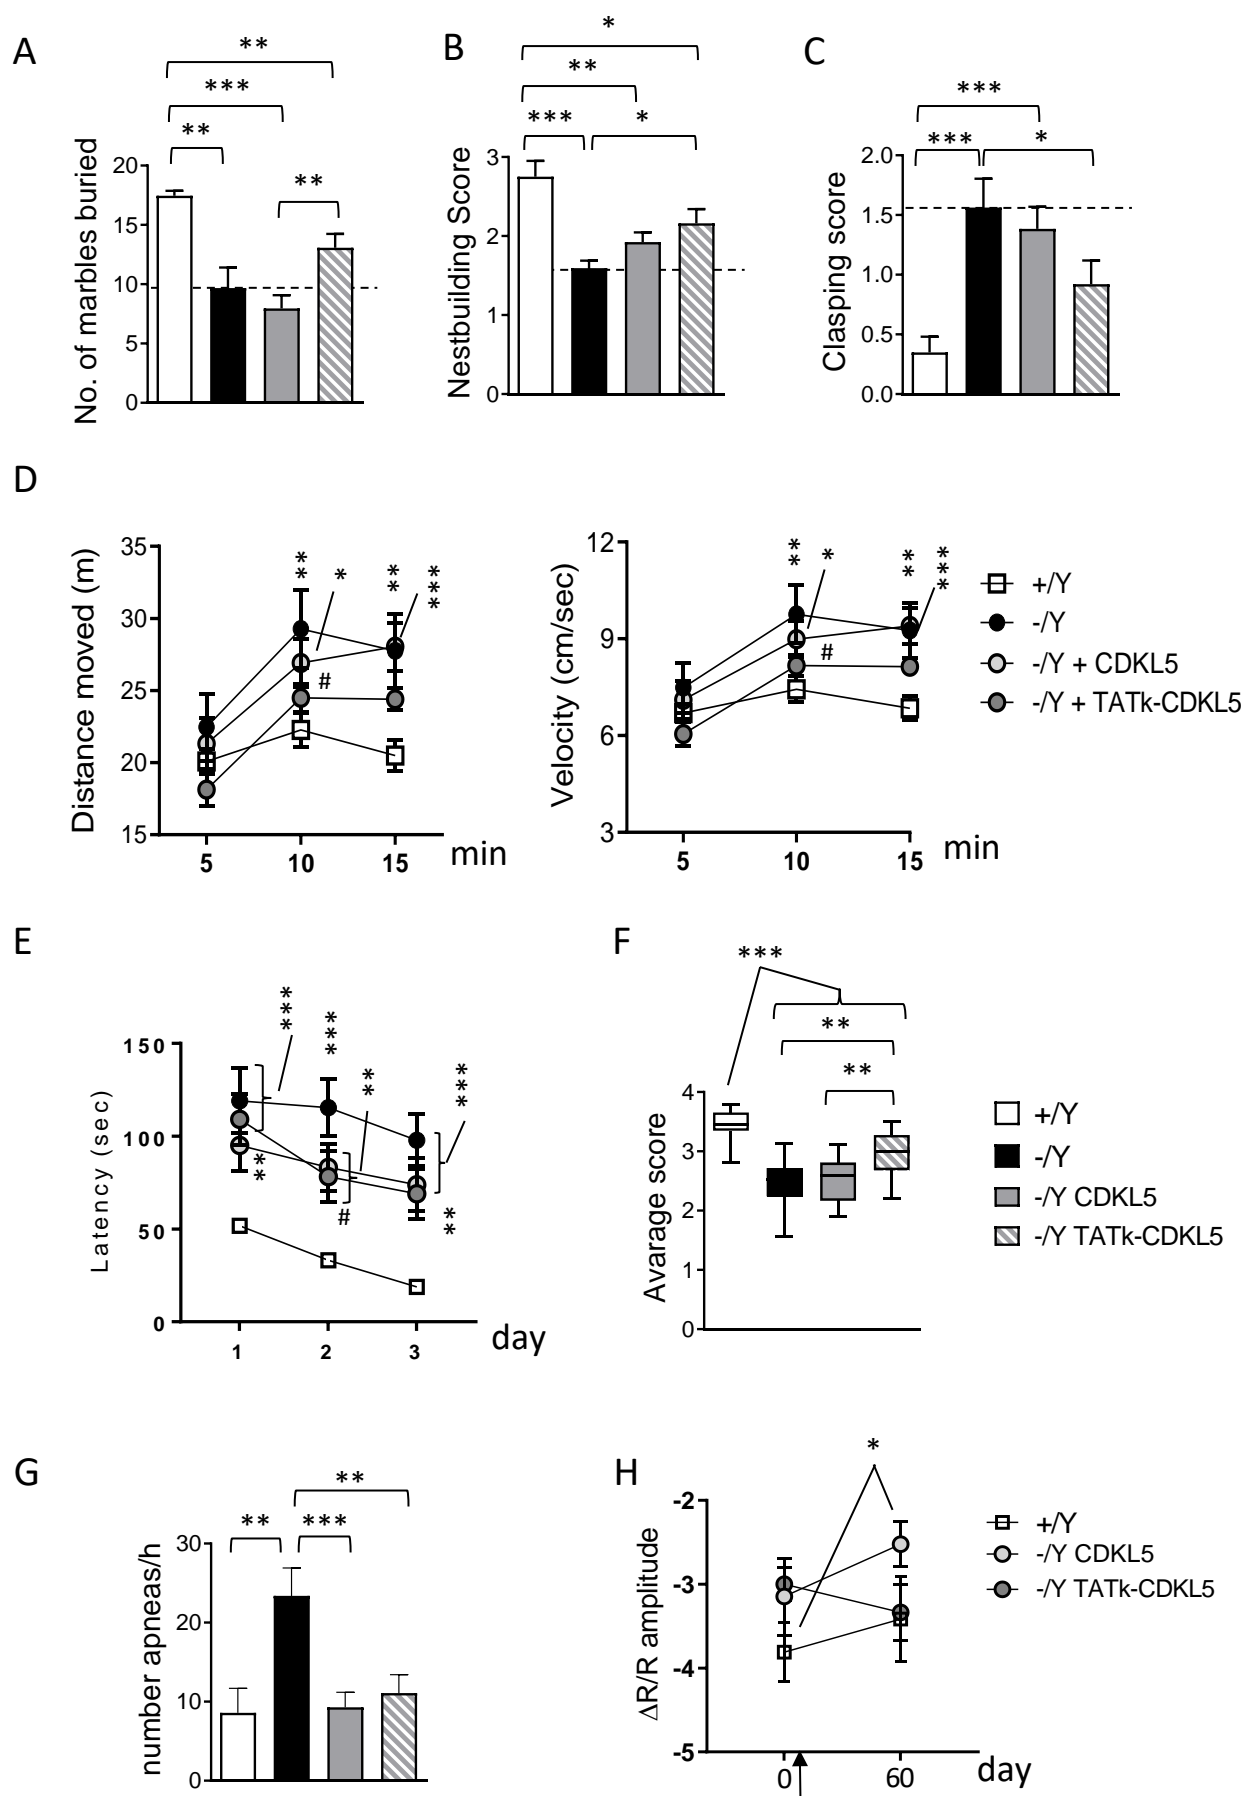 A
B
C
**
***
**
**
No. of marbles buried
20
15
10
5
0
*
**
***
*
Nestbuilding Score
3
2
1
0
***
***
*
Clasping score
2.0
1.5
1.0
0.5
0.0
D
Distance moved (m)
35
30
25
20
15
**
*
**
***
#
5
10
15
min
Velocity (cm/sec)
12
9
6
3
**
*
**
***
#
5
10
15
min
+/Y
-/Y
-/Y + CDKL5
-/Y + TATk-CDKL5
E
Latency (sec)
150
100
50
0
***
***
**
***
**
#
**
1
2
3
day
F
***
**
**
Avarage score
4
3
2
1
0
+/Y
-/Y
-/Y CDKL5
-/Y TATk-CDKL5
G
**
**
***
number apneas/h
30
20
10
0
H
*
ΔR/R amplitude
-2
-3
-4
-5
0
60
day
+/Y
-/Y CDKL5
-/Y TATk-CDKL5